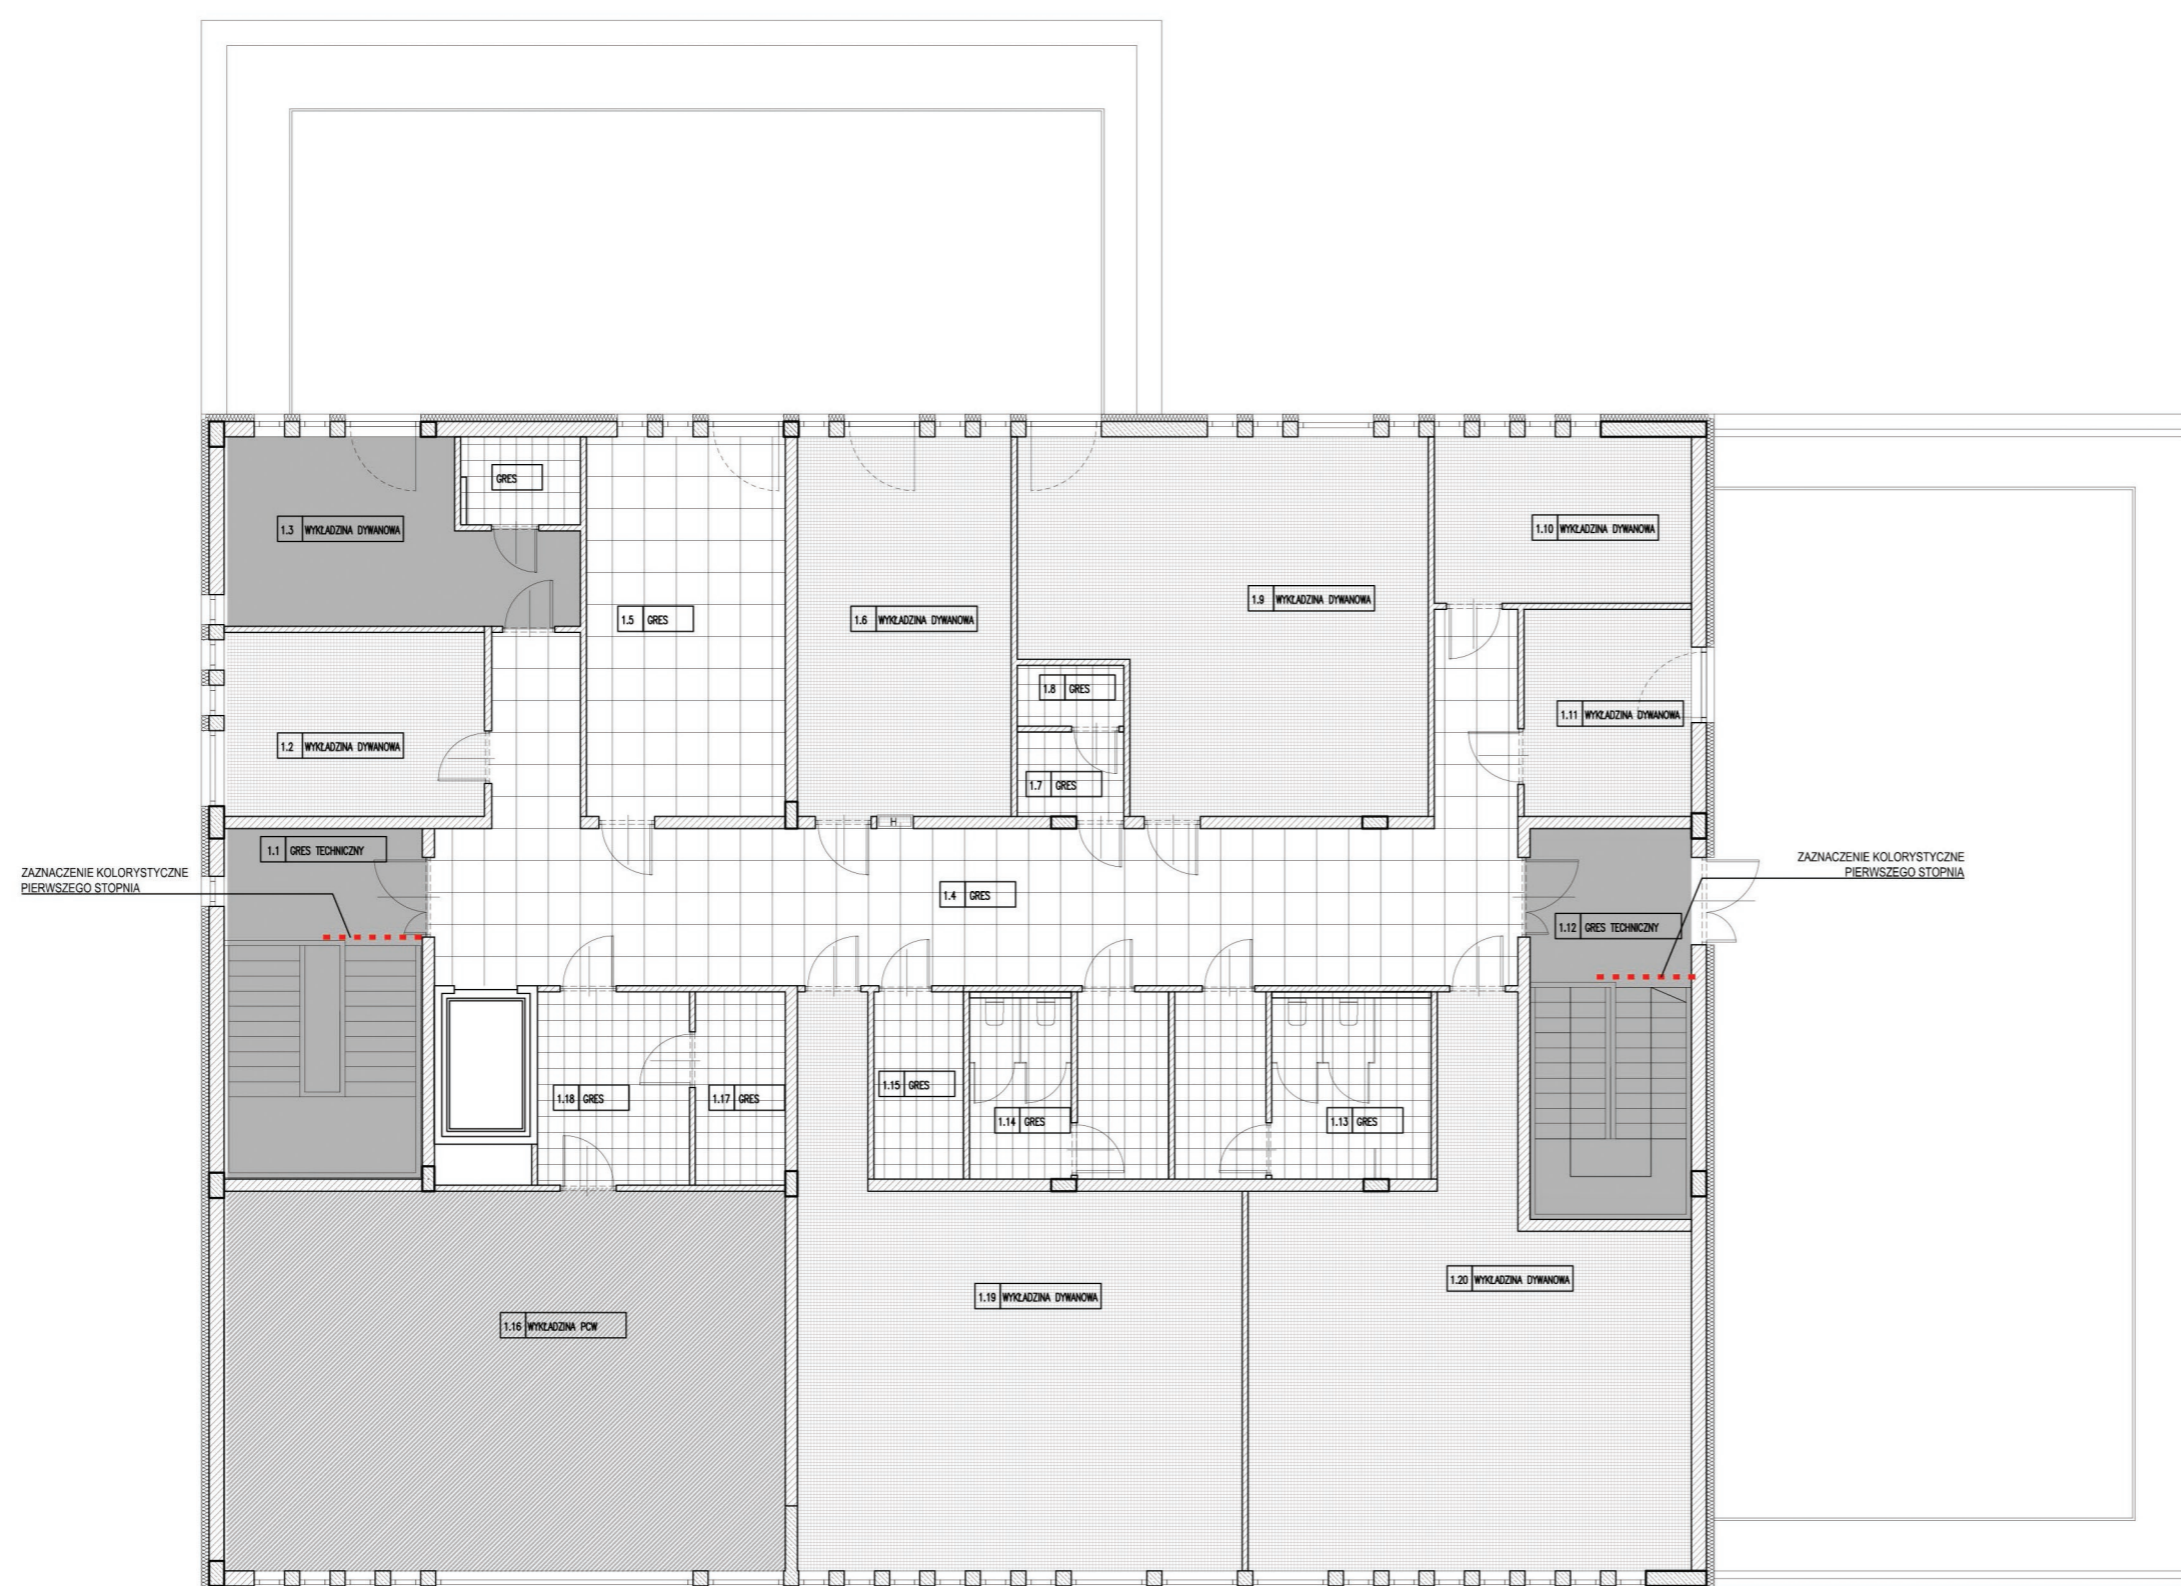 GRES
1.3 WYKŁADZINA DYWANOWA
1.10 WYKŁADZINA DYWANOWA
1.9 WYKŁADZINA DYWANOWA
1.5 GRES
1.6 WYKŁADZINA DYWANOWA
1.8 GRES
1.11 WYKŁADZINA DYWANOWA
1.2 WYKŁADZINA DYWANOWA
1.7 GRES
H
1.1 GRES TECHNICZNY
ZAZNACZENIE KOLORYSTYCZNE
PIERWSZEGO STOPNIA
ZAZNACZENIE KOLORYSTYCZNE
PIERWSZEGO STOPNIA
1.4 GRES
1.12 GRES TECHNICZNY
1.15 GRES
1.18 GRES
1.17 GRES
1.14 GRES
1.13 GRES
1.20 WYKŁADZINA DYWANOWA
1.19 WYKŁADZINA DYWANOWA
1.16 WYKŁADZINA PCW